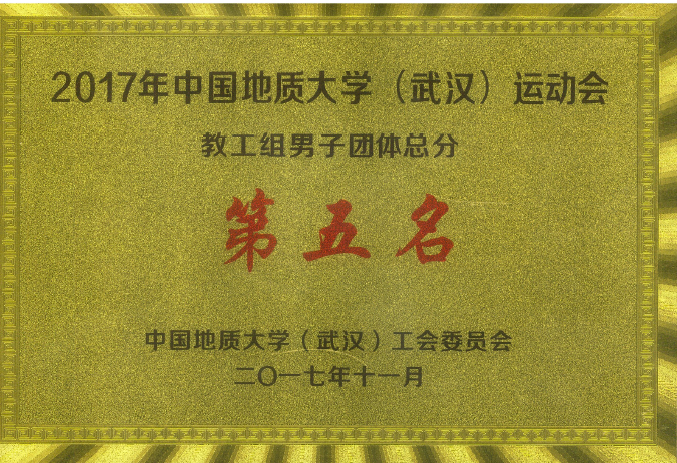 2017年中国地质大学（武汉）运动会
教工组男子团体总分
第五名
中国地质大学（武汉）工会委员会
二〇一七年十一月